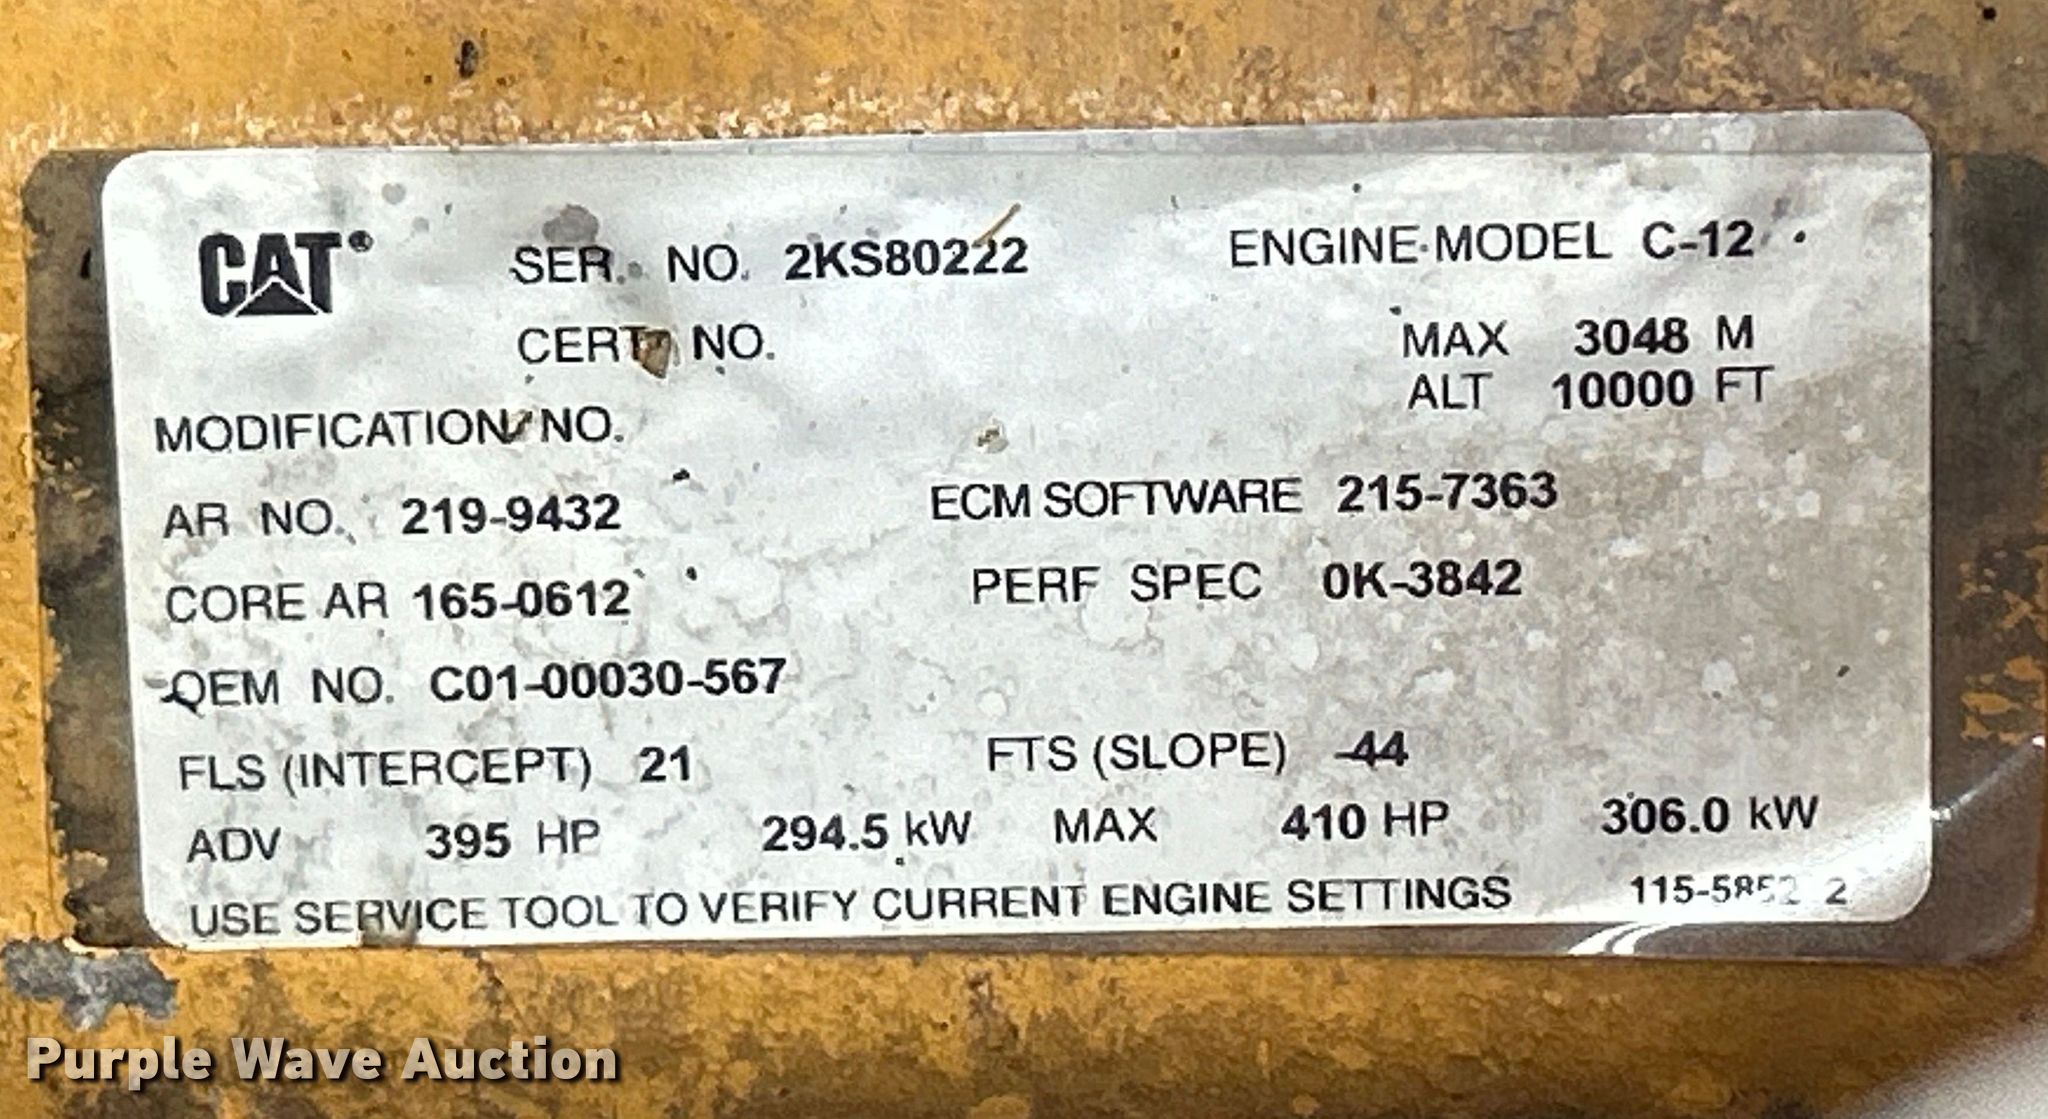 CAT® SER. NO. 2KS80222 ENGINE MODEL C-12
CERT NO. MAX 3048 M
ALT 10000 FT
MODIFICATION NO.
AR NO. 219-9432 ECM SOFTWARE 215-7363
CORE AR 165-0612 PERF SPEC 0K-3842
OEM NO. C01-00030-567
FLS (INTERCEPT) 21 FTS (SLOPE) -44
ADV 395 HP 294.5 kW MAX 410 HP 306.0 kW
USE SERVICE TOOL TO VERIFY CURRENT ENGINE SETTINGS 115-5852 2
Purple Wave Auction